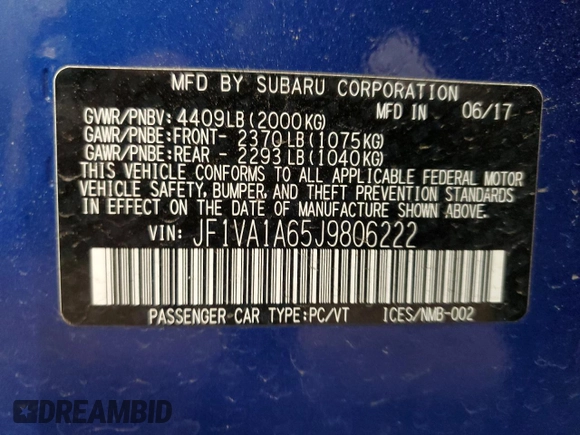 MFD BY SUBARU CORPORATION
MFD IN 06/17
GVWR/PNBV: 4409LB(2000KG)
GAWR/PNBE:FRONT- 2370LB(1075KG)
GAWR/PNBE:REAR - 2293LB(1040KG)
THIS VEHICLE CONFORMS TO ALL APPLICABLE FEDERAL MOTOR
VEHICLE SAFETY, BUMPER, AND THEFT PREVENTION STANDARDS
IN EFFECT ON THE DATE OF MANUFACTURE SHOWN ABOVE.
VIN: JF1VA1A65J9806222
PASSENGER CAR TYPE:PC/VT ICES/NMB-002
DREAMBID